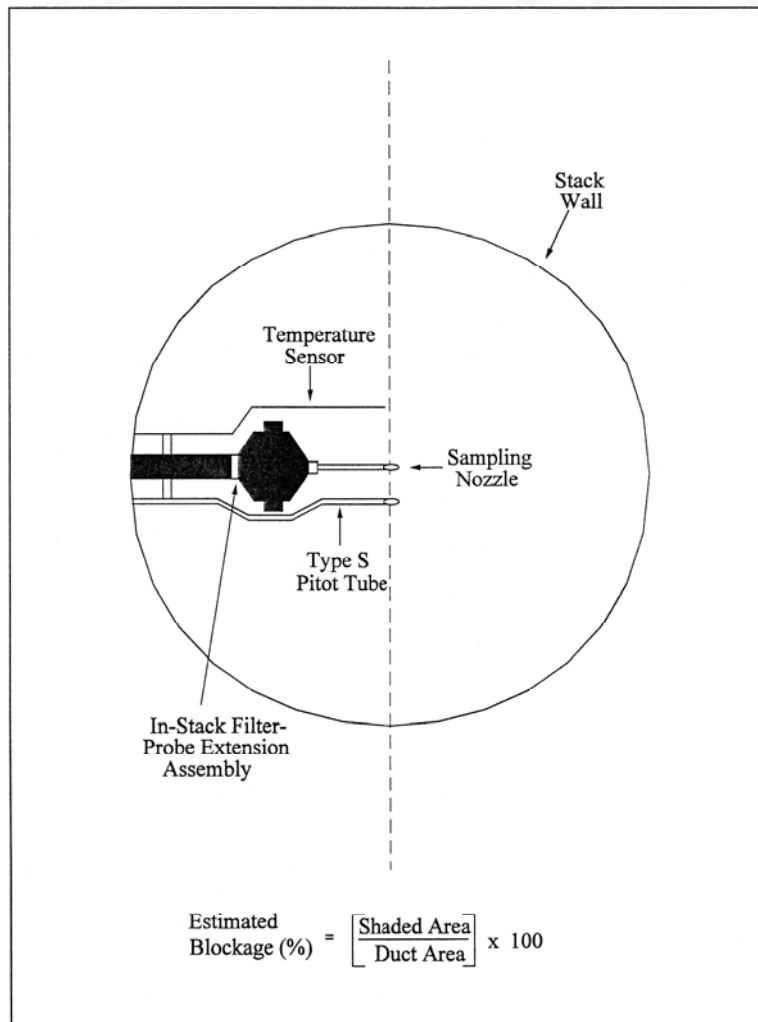 Stack
Wall
Temperature
Sensor
Sampling
Nozzle
Type S
Pitot Tube
In-Stack Filter-
Probe Extension
Assembly
Estimated
Blockage (%) = [Shaded Area / Duct Area] x 100